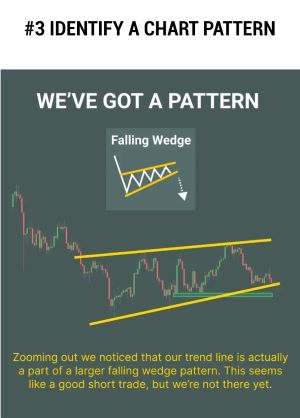 #3 IDENTIFY A CHART PATTERN
WE'VE GOT A PATTERN
Falling Wedge
Zooming out we noticed that our trend line is actually
a part of a larger falling wedge pattern. This seems
like a good short trade, but we're not there yet.